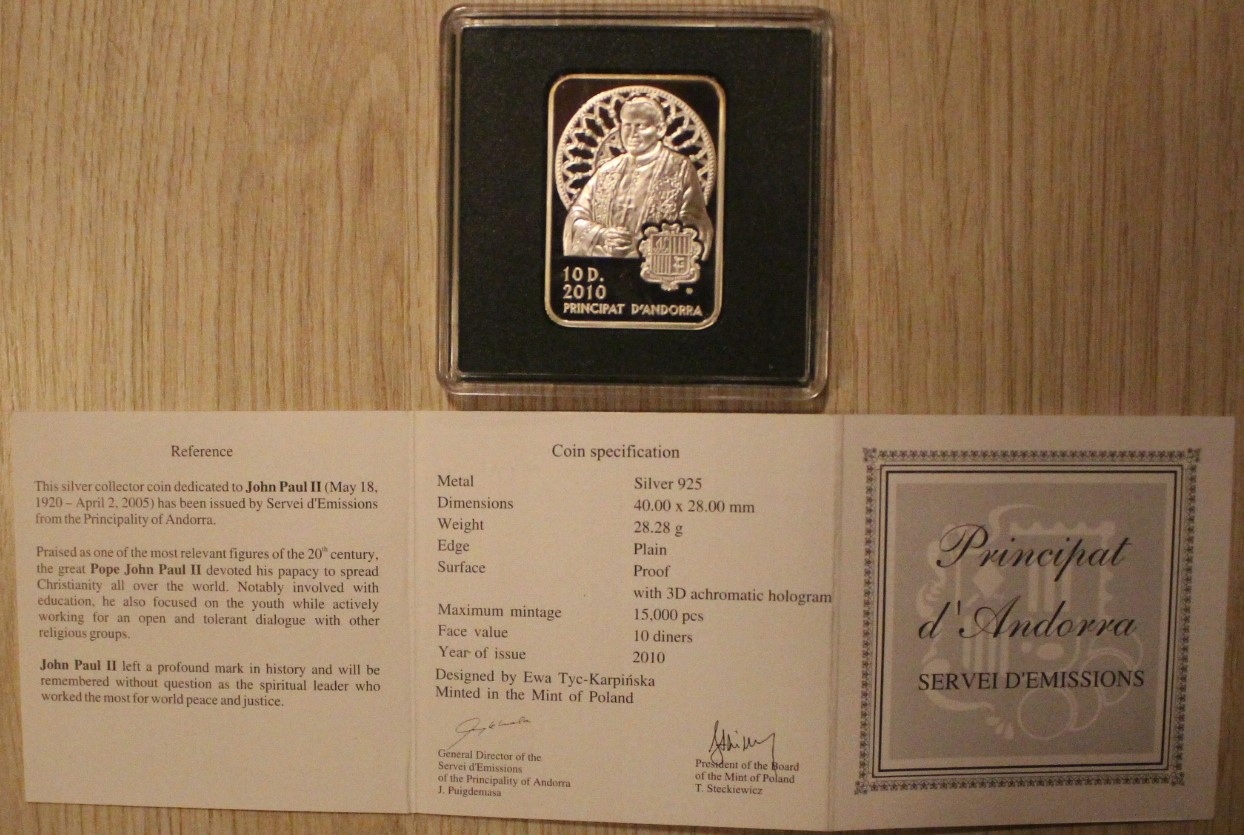 10 D.
2010
PRINCIPAT D'ANDORRA
Reference
This silver collector coin dedicated to John Paul II (May 18,
1920 – April 2, 2005) has been issued by Servei d'Emissions
from the Principality of Andorra.
Praised as one of the most relevant figures of the 20th century,
the great Pope John Paul II devoted his papacy to spread
Christianity all over the world. Notably involved with
education, he also focused on the youth while actively
working for an open and tolerant dialogue with other
religious groups.
John Paul II left a profound mark in history and will be
remembered without question as the spiritual leader who
worked the most for world peace and justice.
Coin specification
Metal Silver 925
Dimensions 40.00 x 28.00 mm
Weight 28.28 g
Edge Plain
Surface Proof
with 3D achromatic hologram
Maximum mintage 15,000 pcs
Face value 10 diners
Year of issue 2010
Designed by Ewa Tyc-Karpińska
Minted in the Mint of Poland
General Director of the
Servei d'Emissions
of the Principality of Andorra
J. Puigdemasa
President of the Board
of the Mint of Poland
T. Steckiewicz
Principat
d'Andorra
SERVEI D'EMISSIONS